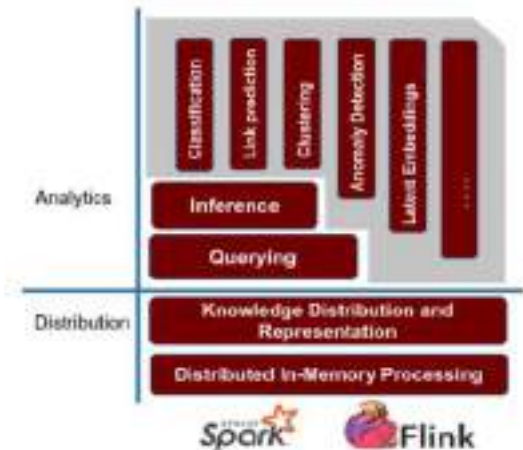 Classification
Link prediction
Clustering
Anomaly Detection
Latent Embeddings
....
Analytics
Inference
Querying
Distribution
Knowledge Distribution and
Representation
Distributed In-Memory Processing
APACHE
Spark
Flink